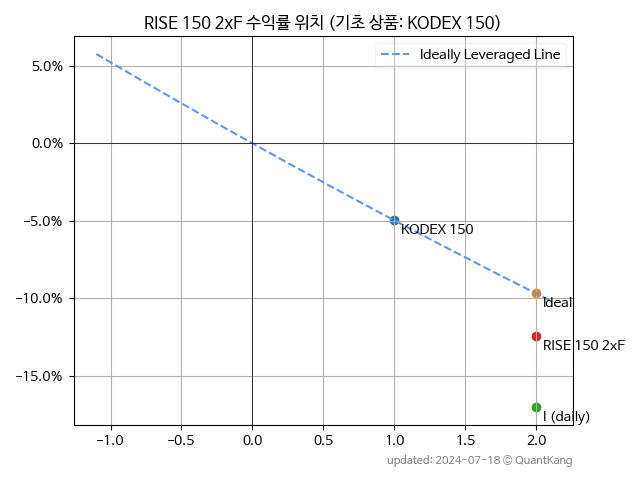 RISE 150 2xF 수익률 위치 (기초 상품: KODEX 150)
Ideally Leveraged Line
5.0%
0.0%
−5.0%
−10.0%
−15.0%
KODEX 150
Ideal
RISE 150 2xF
I (daily)
−1.0 −0.5 0.0 0.5 1.0 1.5 2.0
updated: 2024-07-18 © QuantKang